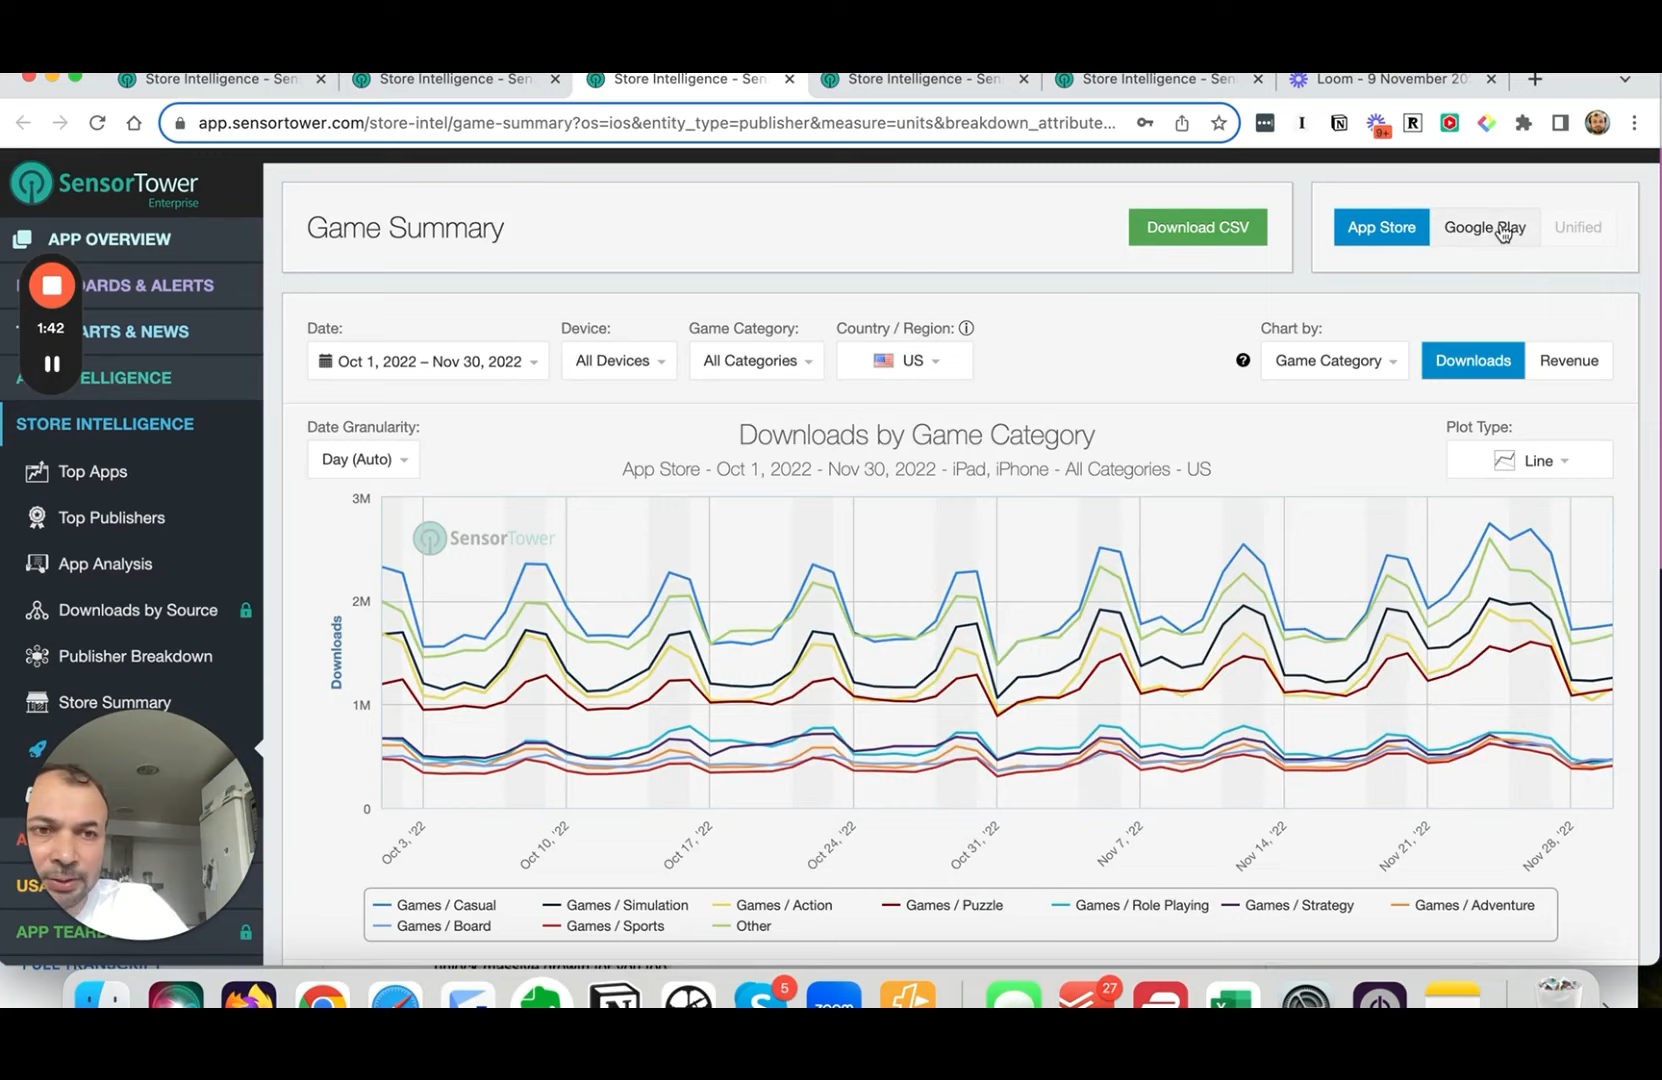 Store Intelligence - Sen
Store Intelligence - Sen
Store Intelligence - Sen
Store Intelligence - Sen
Store Intelligence - Sen
Loom - 9 November 20
app.sensortower.com/store-intel/game-summary?os=ios&entity_type=publisher&measure=units&breakdown_attribute...
9+
SensorTower
Enterprise
APP OVERVIEW
ARDS & ALERTS
1:42
ARTS & NEWS
ELLIGENCE
STORE INTELLIGENCE
Top Apps
Top Publishers
App Analysis
Downloads by Source
Publisher Breakdown
Store Summary
USA
APP TEARD
Game Summary
Download CSV
App Store
Google Play
Unified
Date:
Device:
Game Category:
Country / Region:
Chart by:
Oct 1, 2022 – Nov 30, 2022
All Devices
All Categories
US
Game Category
Downloads
Revenue
Date Granularity:
Day (Auto)
Downloads by Game Category
App Store - Oct 1, 2022 - Nov 30, 2022 - iPad, iPhone - All Categories - US
Plot Type:
Line
SensorTower
3M
2M
1M
0
Downloads
Oct 3, '22
Oct 10, '22
Oct 17, '22
Oct 24, '22
Oct 31, '22
Nov 7, '22
Nov 14, '22
Nov 21, '22
Nov 28, '22
Games / Casual
Games / Simulation
Games / Action
Games / Puzzle
Games / Role Playing
Games / Strategy
Games / Adventure
Games / Board
Games / Sports
Other
5
zoom
27